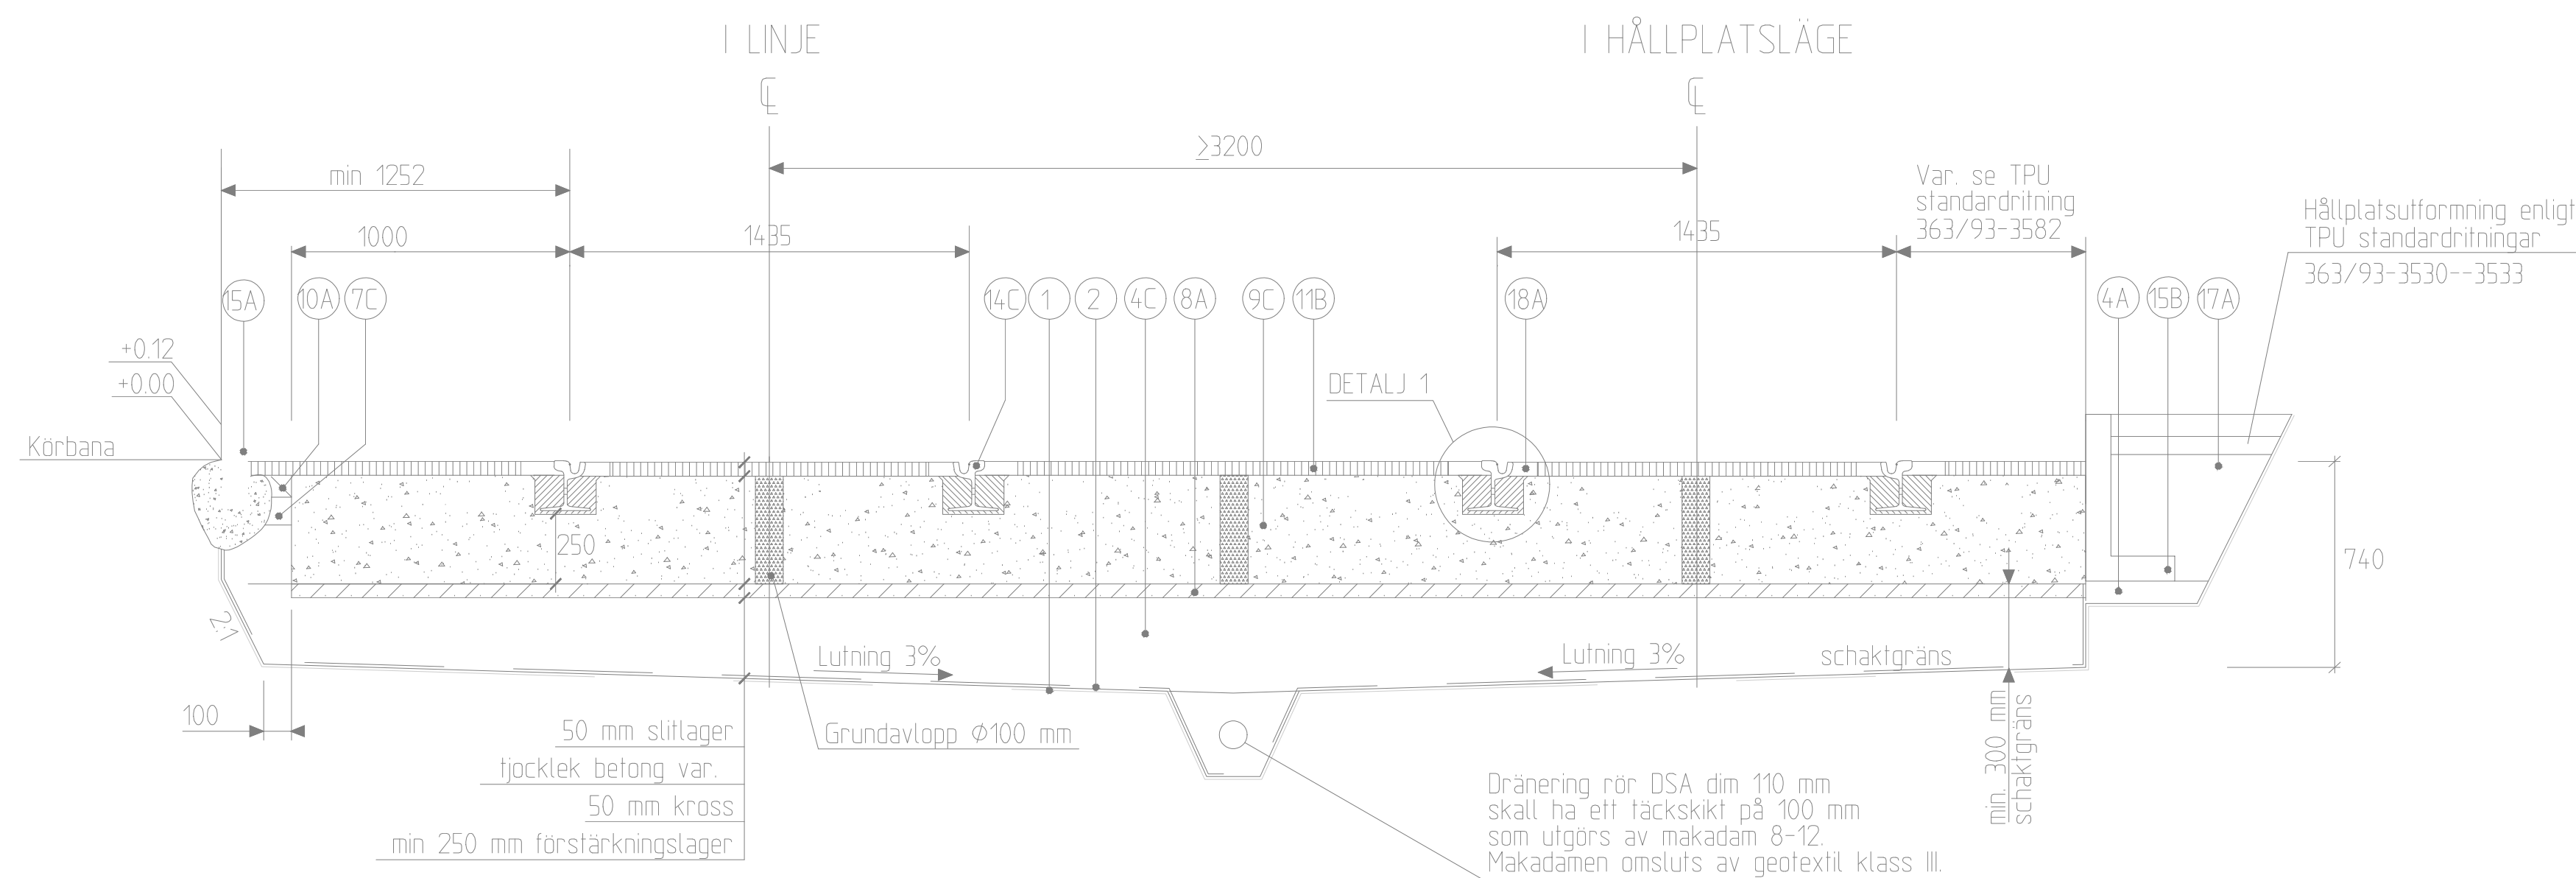 I LINJE
I HÅLLPLATSLÄGE
℄
℄
≥3200
min 1252
Var. se TPU
standardritning
363/93-3582
1000
1435
1435
Hållplatsutformning enligt
TPU standardritningar
363/93-3530--3533
15A
10A
7C
14C
1
2
4C
8A
9C
11B
18A
4A
15B
17A
+0.12
+0.00
DETALJ 1
Körbana
250
740
2:1
Lutning 3%
Lutning 3%
schaktgräns
100
50 mm slitlager
Grundavlopp Ø100 mm
tjocklek betong var.
50 mm kross
min 250 mm förstärkningslager
min. 300 mm
schaktgräns
Dränering rör DSA dim 110 mm
skall ha ett täckskikt på 100 mm
som utgörs av makadam 8-12.
Makadamen omsluts av geotextil klass III.